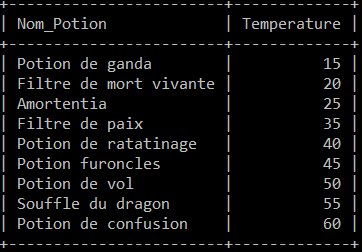 +------------------------+-------------+
| Nom_Potion             | Temperature |
+------------------------+-------------+
| Potion de ganda        |          15 |
| Filtre de mort vivante |          20 |
| Amortentia             |          25 |
| Filtre de paix         |          35 |
| Potion de ratatinage   |          40 |
| Potion furoncles       |          45 |
| Potion de vol          |          50 |
| Souffle du dragon      |          55 |
| Potion de confusion    |          60 |
+------------------------+-------------+